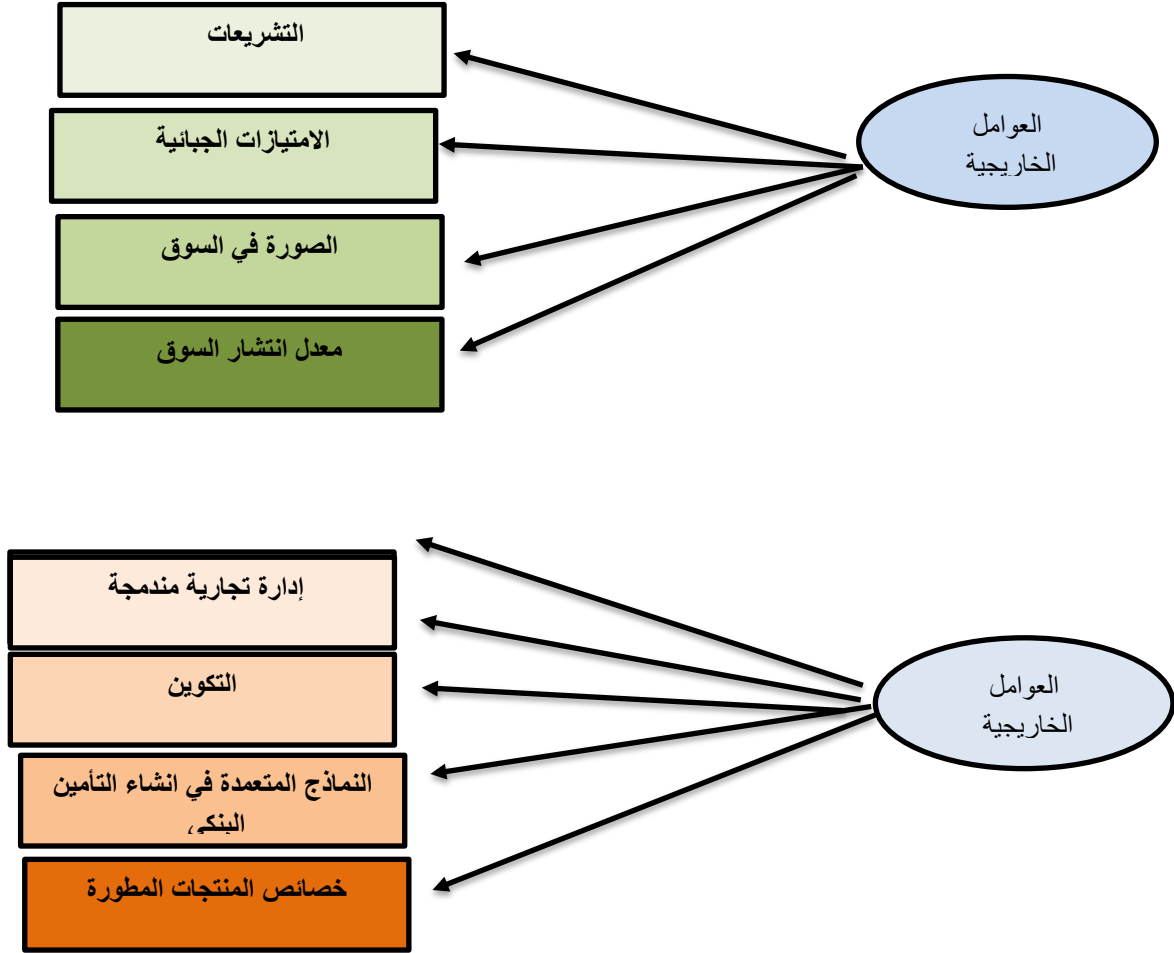 التشريعات
العوامل
الخاريجية
الامتيازات الجبائية
الصورة في السوق
معدل انتشار السوق
إدارة تجارية مندمجة
العوامل
الخاريجية
التكوين
النماذج المتعمدة في انشاء التأمين
البنكي
خصائص المنتجات المطورة